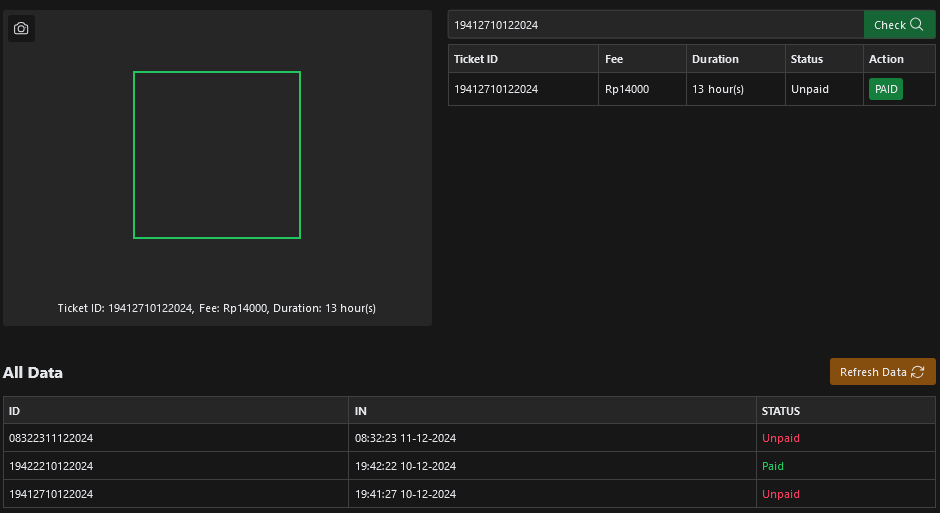 19412710122024
Check
Ticket ID Fee Duration Status Action
19412710122024 Rp14000 13 hour(s) Unpaid PAID
Ticket ID: 19412710122024, Fee: Rp14000, Duration: 13 hour(s)
All Data
Refresh Data
ID IN STATUS
08322311122024 08:32:23 11-12-2024 Unpaid
19422210122024 19:42:22 10-12-2024 Paid
19412710122024 19:41:27 10-12-2024 Unpaid